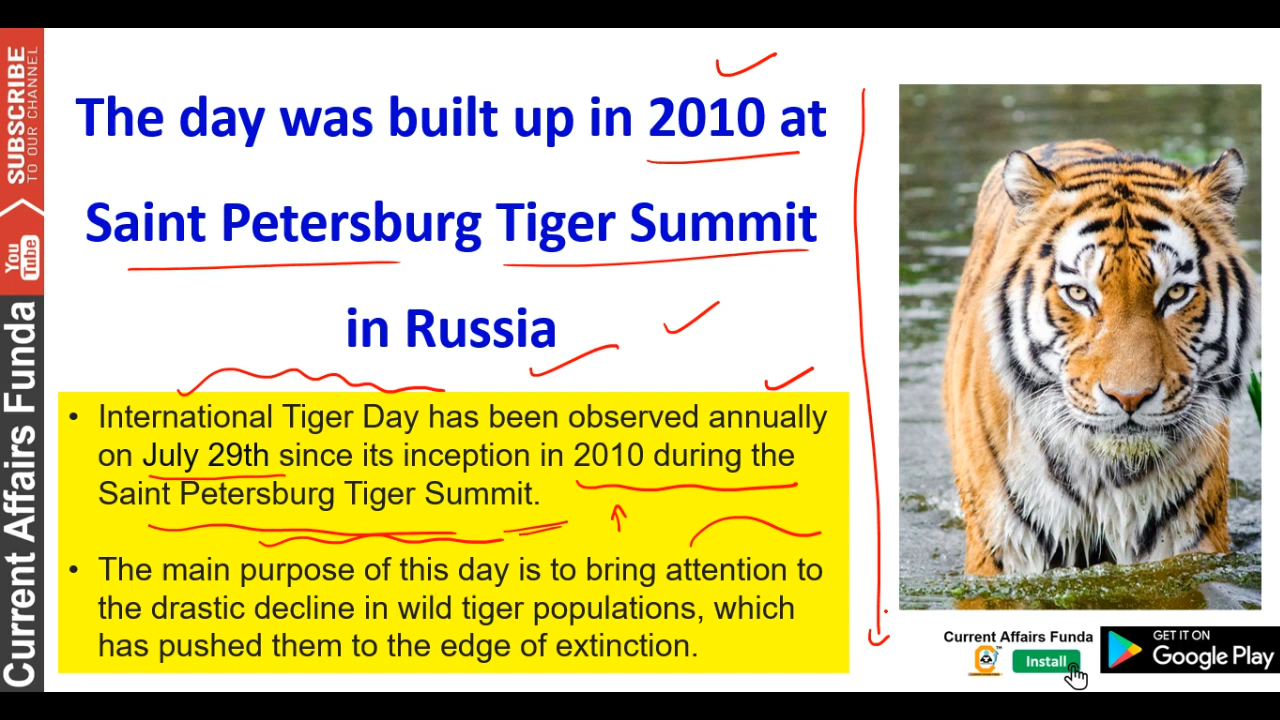 SUBSCRIBE
TO OUR CHANNEL
You
Tube
Current Affairs Funda
The day was built up in 2010 at
Saint Petersburg Tiger Summit
in Russia
• International Tiger Day has been observed annually
on July 29th since its inception in 2010 during the
Saint Petersburg Tiger Summit.
• The main purpose of this day is to bring attention to
the drastic decline in wild tiger populations, which
has pushed them to the edge of extinction.
Current Affairs Funda
Install
GET IT ON
Google Play